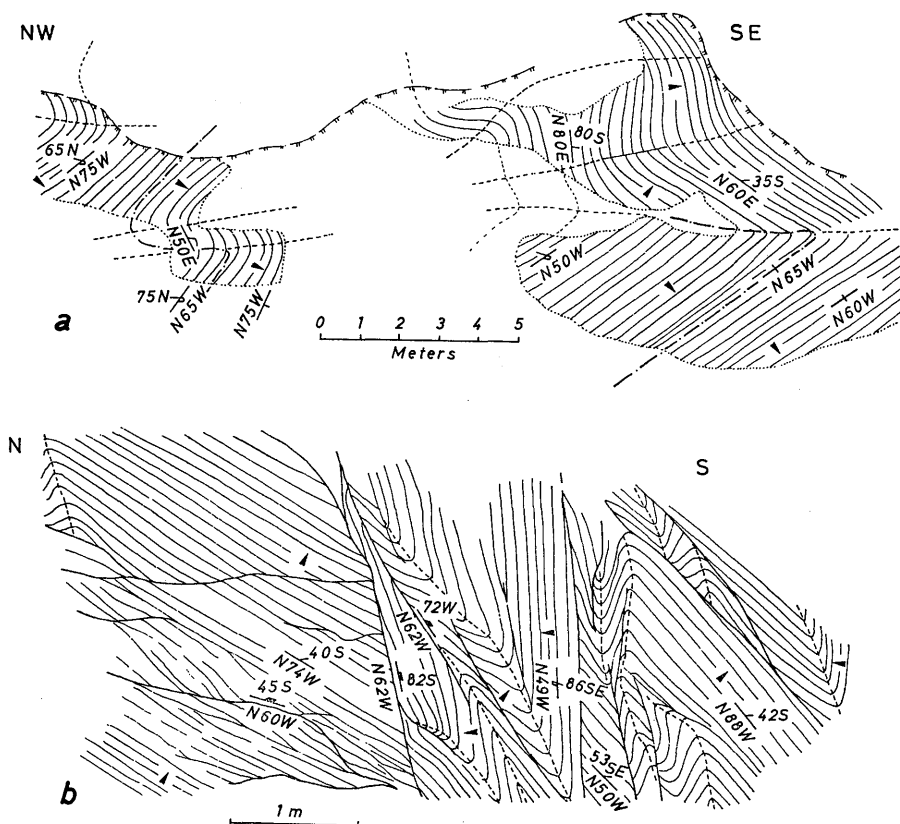 NW
SE
65N
N75W
N50E
75N
N65W
N75W
N80E
80S
N60E
35S
N50W
N65W
N60W
a
0 1 2 3 4 5
Meters
N
S
72W
N62W
40S
N74W
45S
N60W
N62W
82S
N49W
86SE
53SE
N50W
N88W
42S
b
1 m